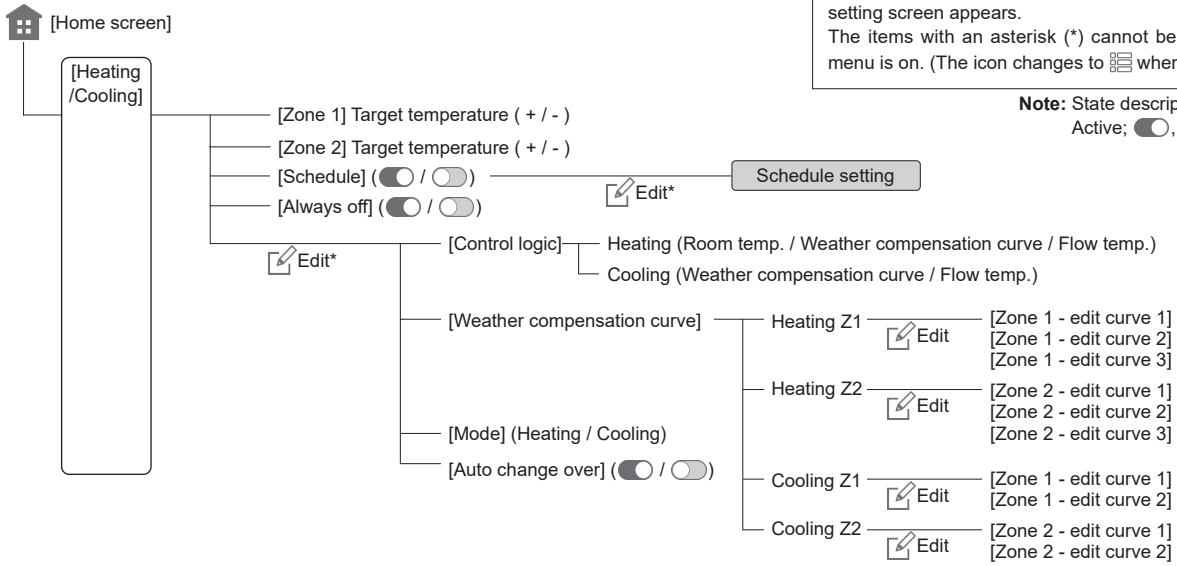 [Home screen]
setting screen appears.
The items with an asterisk (*) cannot be
menu is on. (The icon changes to when
Note: State descrip
Active; ,
[Heating
/Cooling]
[Zone 1] Target temperature ( + / - )
[Zone 2] Target temperature ( + / - )
[Schedule] ( / )
Edit*
Schedule setting
[Always off] ( / )
Edit*
[Control logic]
Heating (Room temp. / Weather compensation curve / Flow temp.)
Cooling (Weather compensation curve / Flow temp.)
[Weather compensation curve]
Heating Z1
Edit
[Zone 1 - edit curve 1]
[Zone 1 - edit curve 2]
[Zone 1 - edit curve 3]
Heating Z2
Edit
[Zone 2 - edit curve 1]
[Zone 2 - edit curve 2]
[Zone 2 - edit curve 3]
[Mode] (Heating / Cooling)
[Auto change over] ( / )
Cooling Z1
Edit
[Zone 1 - edit curve 1]
[Zone 1 - edit curve 2]
Cooling Z2
Edit
[Zone 2 - edit curve 1]
[Zone 2 - edit curve 2]